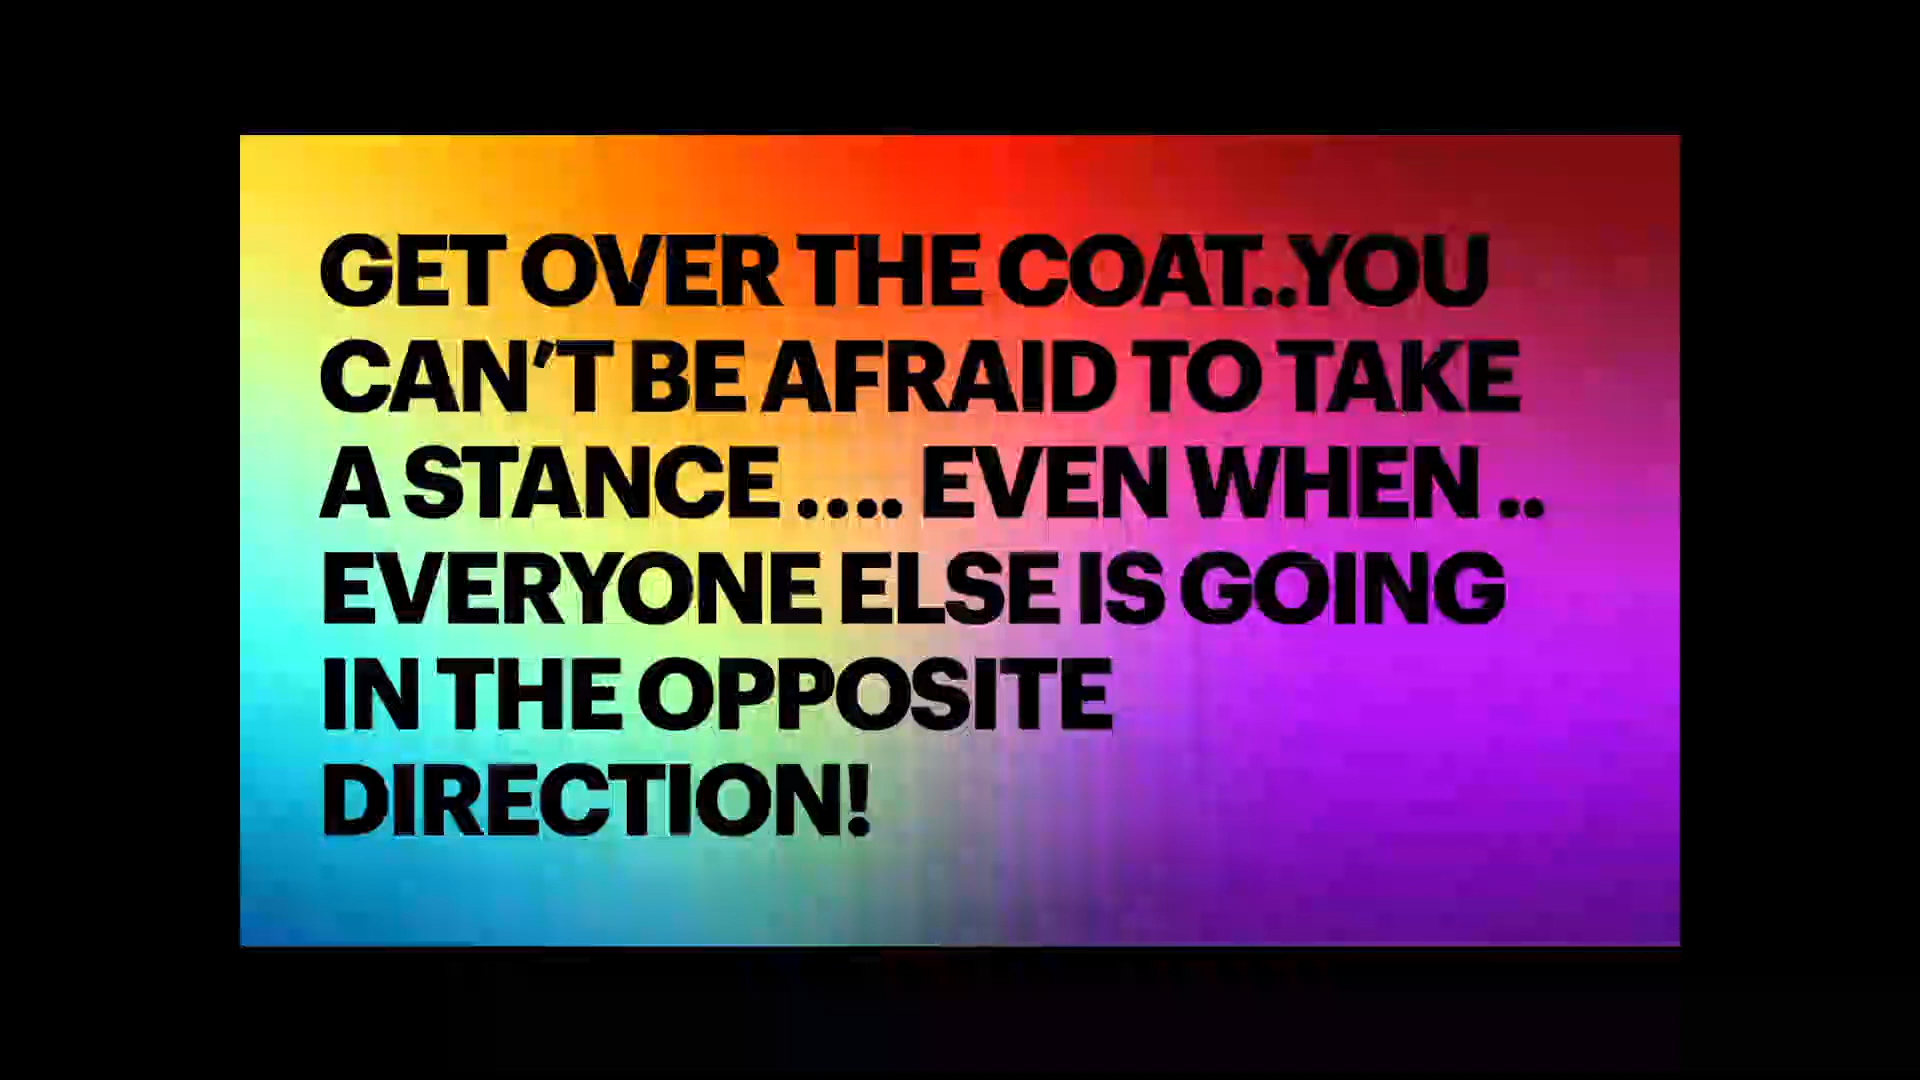 GET OVER THE COAT..YOU
CAN’T BE AFRAID TO TAKE
A STANCE .... EVEN WHEN ..
EVERYONE ELSE IS GOING
IN THE OPPOSITE
DIRECTION!